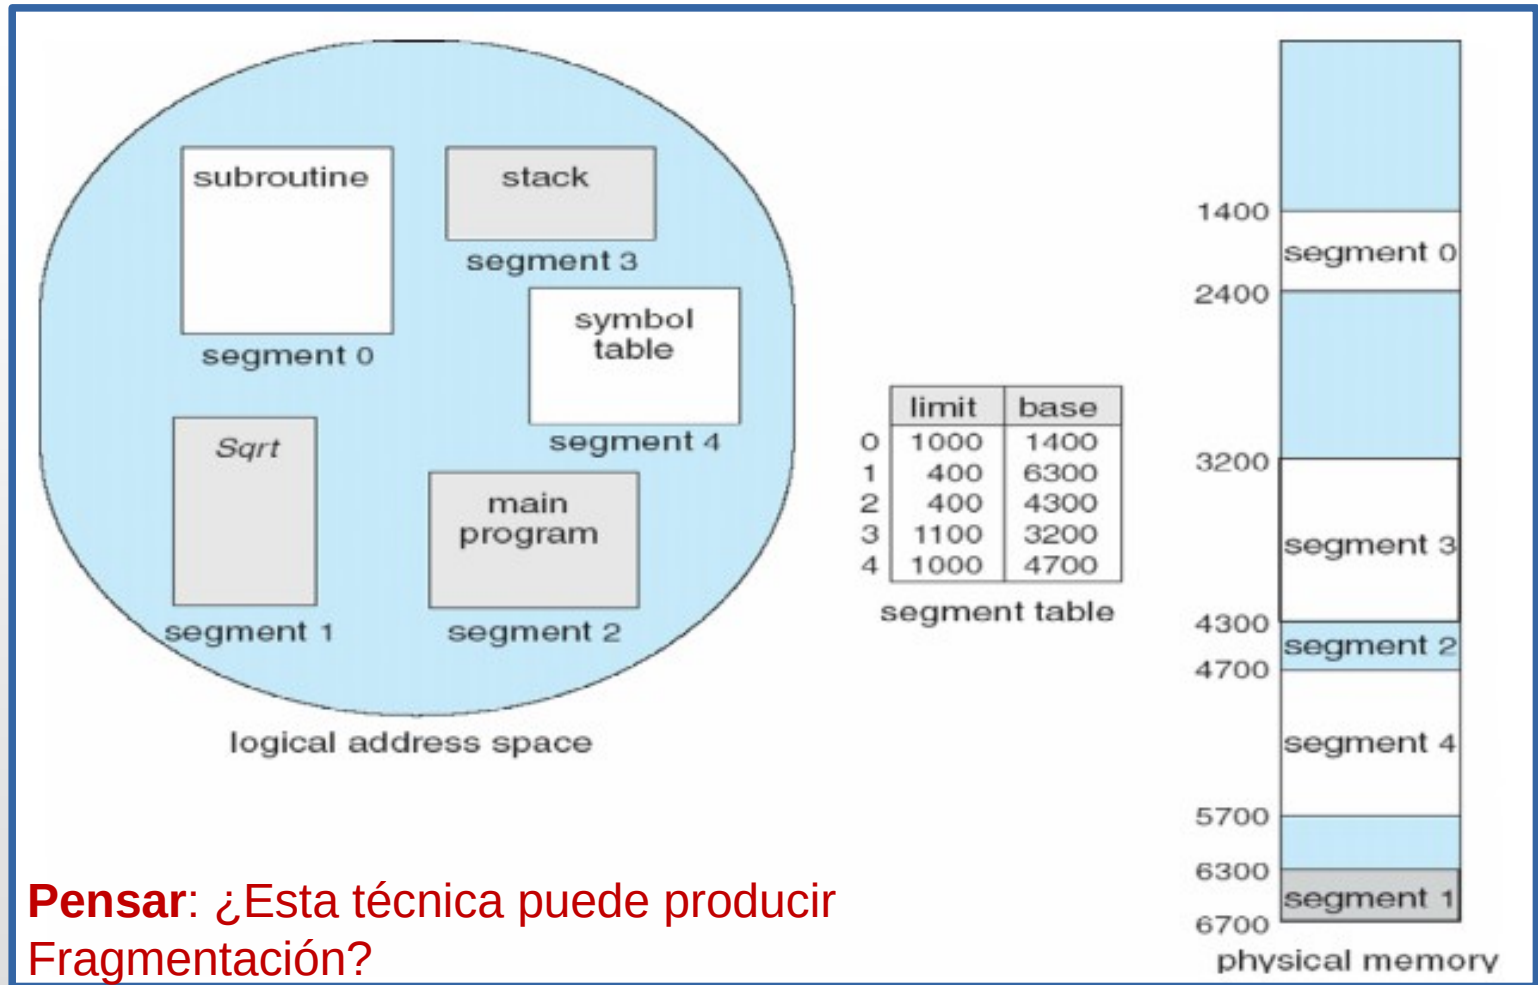 subroutine
segment 0
stack
segment 3
symbol
table
segment 4
Sqrt
segment 1
main
program
segment 2
logical address space
limit base
0 1000 1400
1 400 6300
2 400 4300
3 1100 3200
4 1000 4700
segment table
1400
segment 0
2400
3200
segment 3
4300
segment 2
4700
segment 4
5700
6300
segment 1
6700
physical memory
Pensar: ¿Esta técnica puede producir
Fragmentación?